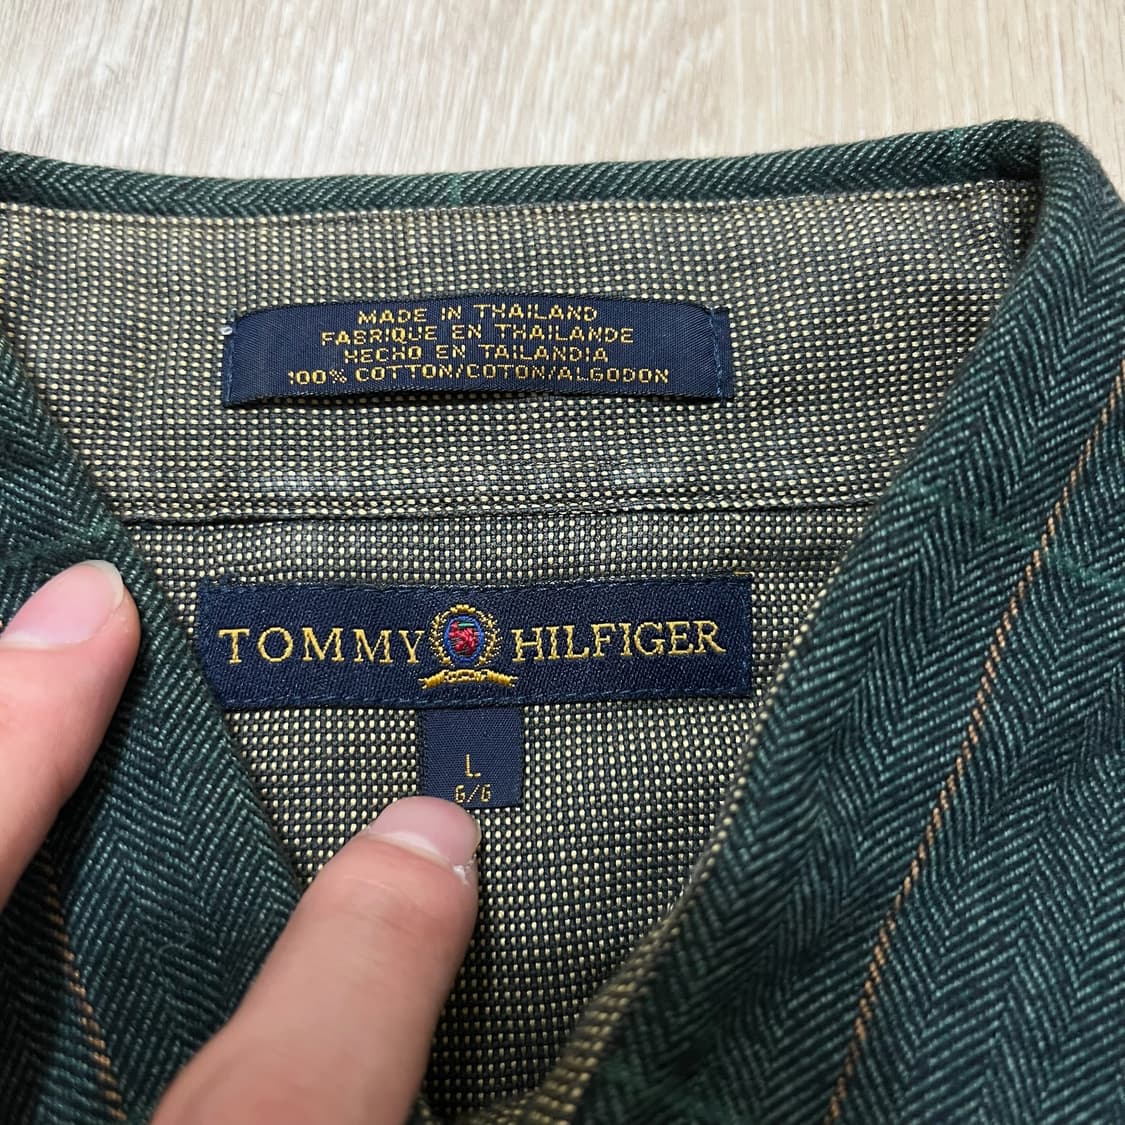 MADE IN THAILAND
FABRIQUE EN THAILANDE
HECHO EN TAILANDIA
100% COTTON/COTON/ALGODON
TOMMY HILFIGER
L
G/G